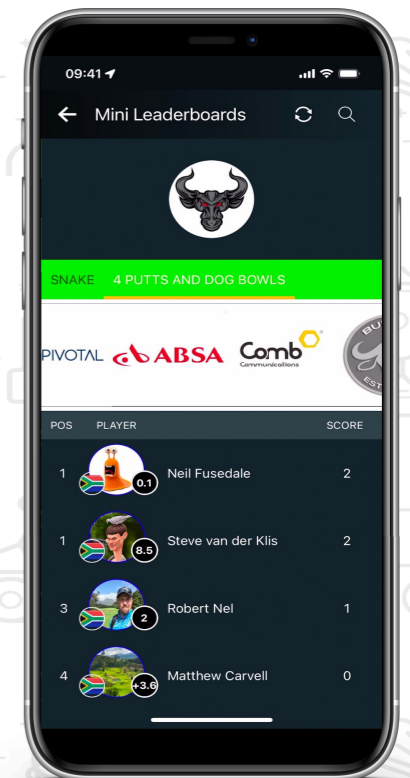 09:41
Mini Leaderboards
SNAKE 4 PUTTS AND DOG BOWLS
PIVOTAL ABSA Comb
Communications
POS PLAYER SCORE
1 0.1 Neil Fusedale 2
1 8.5 Steve van der Klis 2
3 2 Robert Nel 1
4 +3.6 Matthew Carvell 0